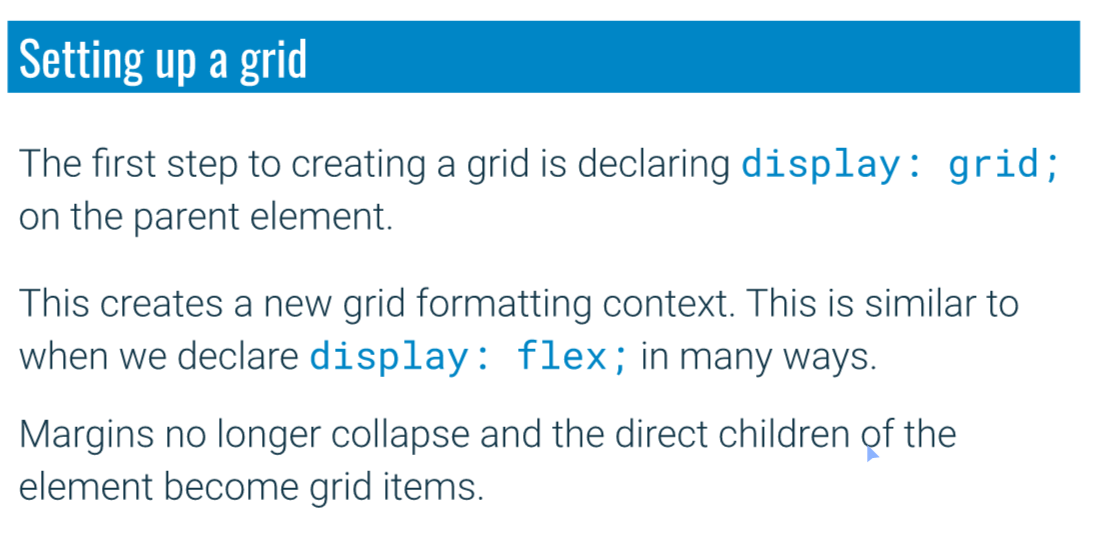 Setting up a grid
The first step to creating a grid is declaring display: grid;
on the parent element.
This creates a new grid formatting context. This is similar to
when we declare display: flex; in many ways.
Margins no longer collapse and the direct children of the
element become grid items.